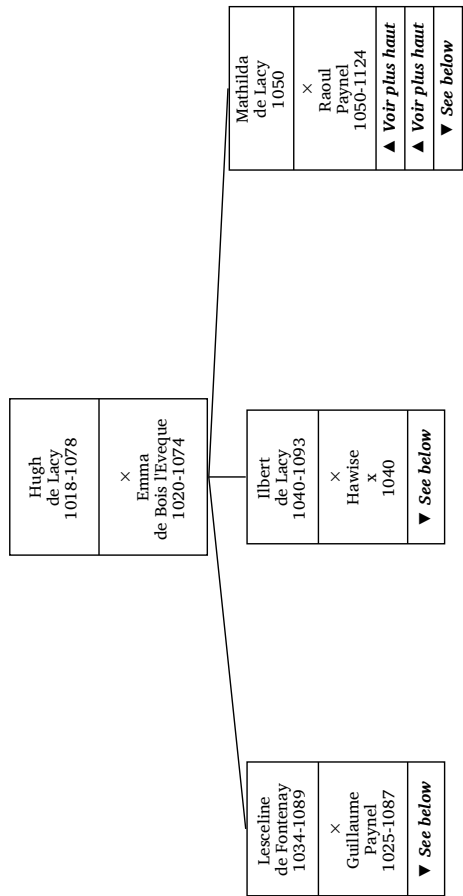 Hugh
de Lacy
1018-1078
×
Emma
de Bois l'Eveque
1020-1074
Lesceline
de Fontenay
1034-1089
×
Guillaume
Paynel
1025-1087
▼ See below
Ilbert
de Lacy
1040-1093
×
Hawise
x
1040
▼ See below
Mathilda
de Lacy
1050
×
Raoul
Paynel
1050-1124
▲ Voir plus haut
▲ Voir plus haut
▼ See below